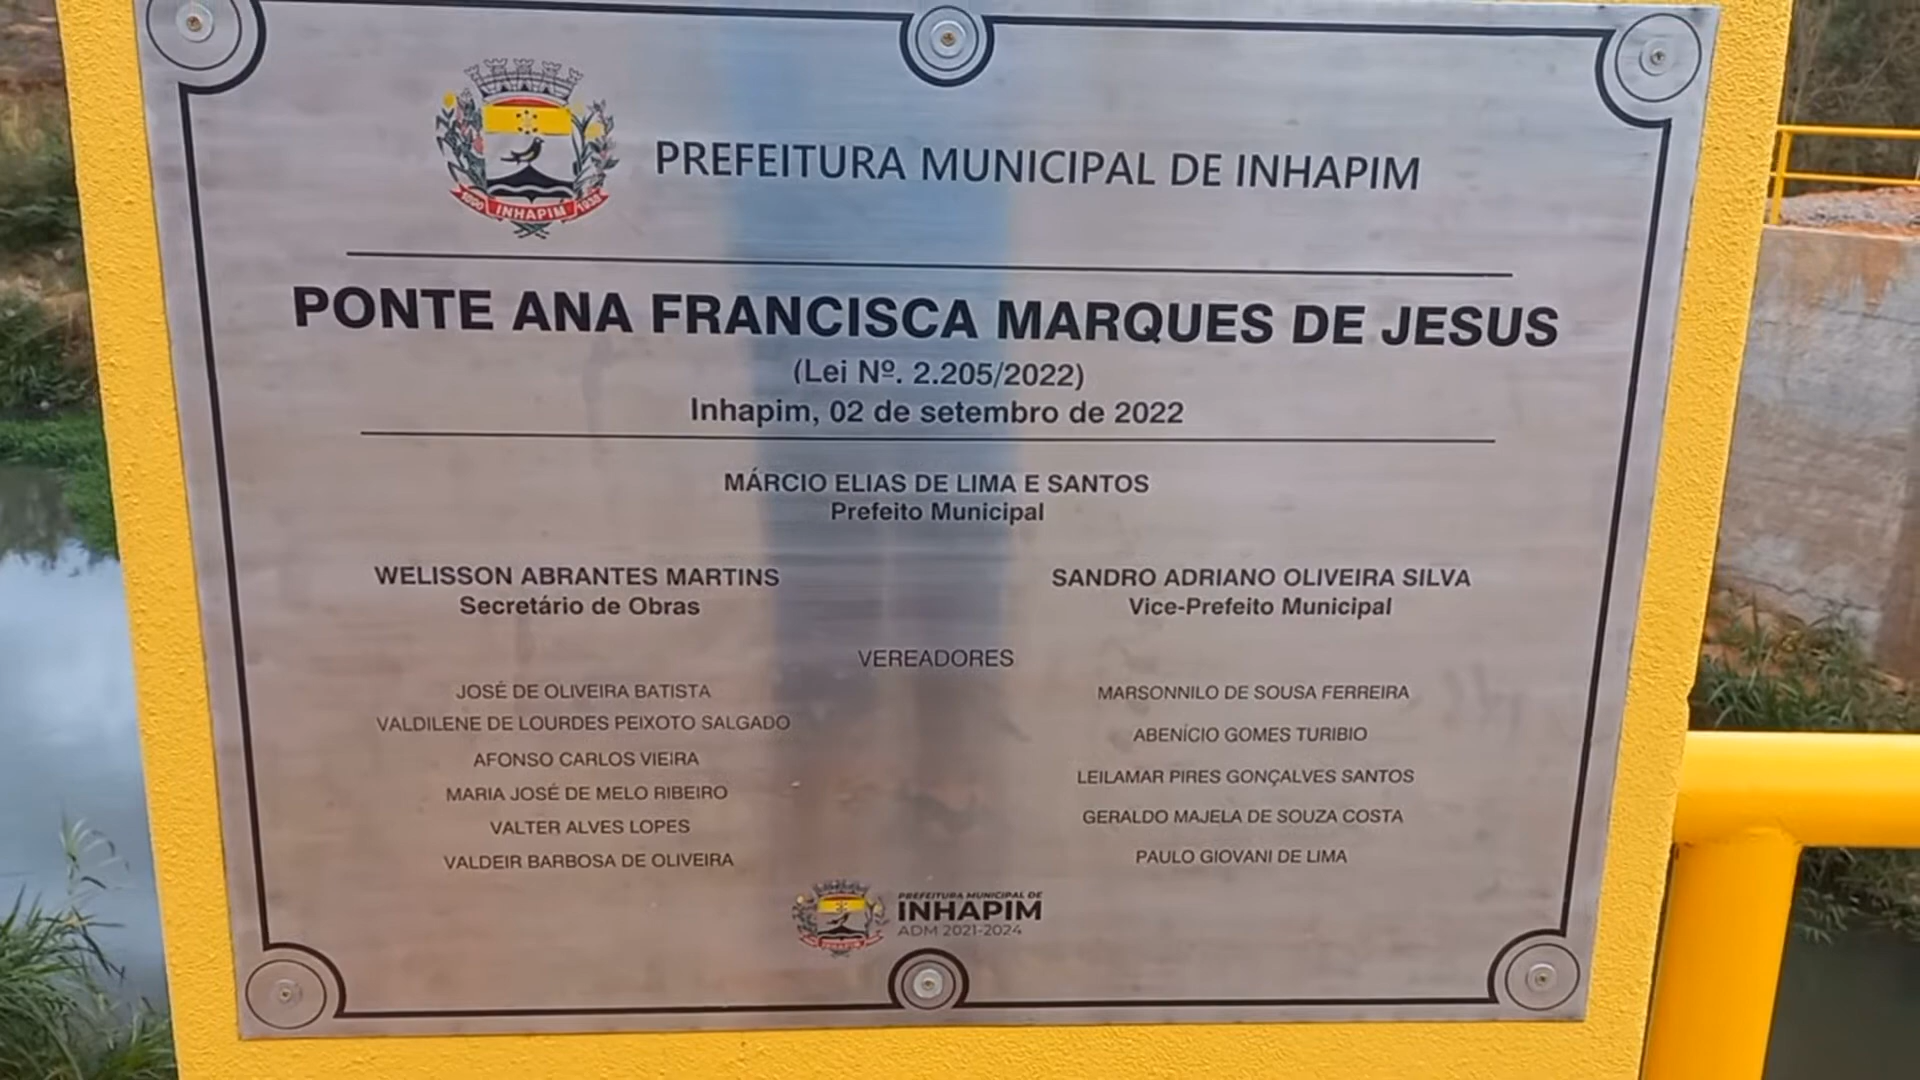 PREFEITURA MUNICIPAL DE INHAPIM
1890 INHAPIM 1938
PONTE ANA FRANCISCA MARQUES DE JESUS
(Lei Nº. 2.205/2022)
Inhapim, 02 de setembro de 2022
MÁRCIO ELIAS DE LIMA E SANTOS
Prefeito Municipal
WELISSON ABRANTES MARTINS
Secretário de Obras
SANDRO ADRIANO OLIVEIRA SILVA
Vice-Prefeito Municipal
VEREADORES
JOSÉ DE OLIVEIRA BATISTA
VALDILENE DE LOURDES PEIXOTO SALGADO
AFONSO CARLOS VIEIRA
MARIA JOSÉ DE MELO RIBEIRO
VALTER ALVES LOPES
VALDEIR BARBOSA DE OLIVEIRA
MARSONNILO DE SOUSA FERREIRA
ABENÍCIO GOMES TURIBIO
LEILAMAR PIRES GONÇALVES SANTOS
GERALDO MAJELA DE SOUZA COSTA
PAULO GIOVANI DE LIMA
INHAPIM
PREFEITURA MUNICIPAL DE
INHAPIM
ADM 2021-2024